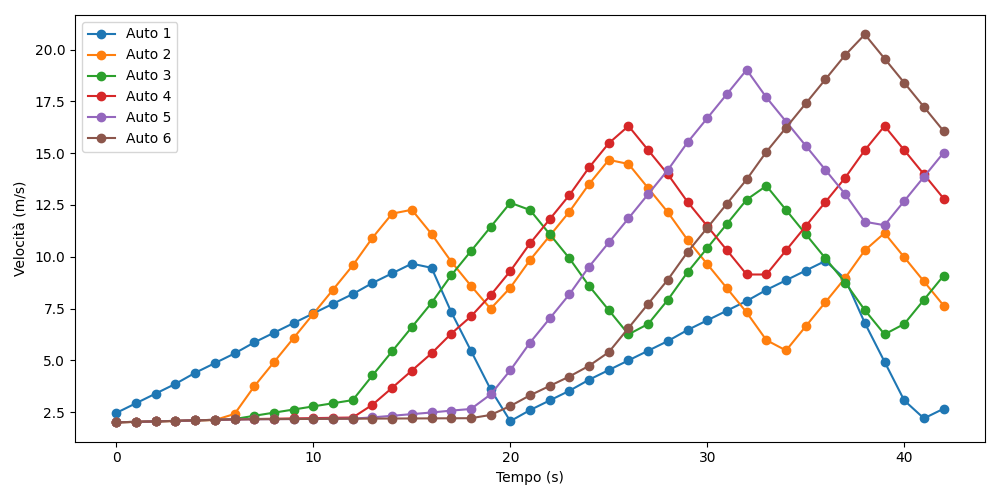 Auto 1
Auto 2
Auto 3
Auto 4
Auto 5
Auto 6
20.0
17.5
15.0
12.5
10.0
7.5
5.0
2.5
Velocità (m/s)
0 10 20 30 40
Tempo (s)